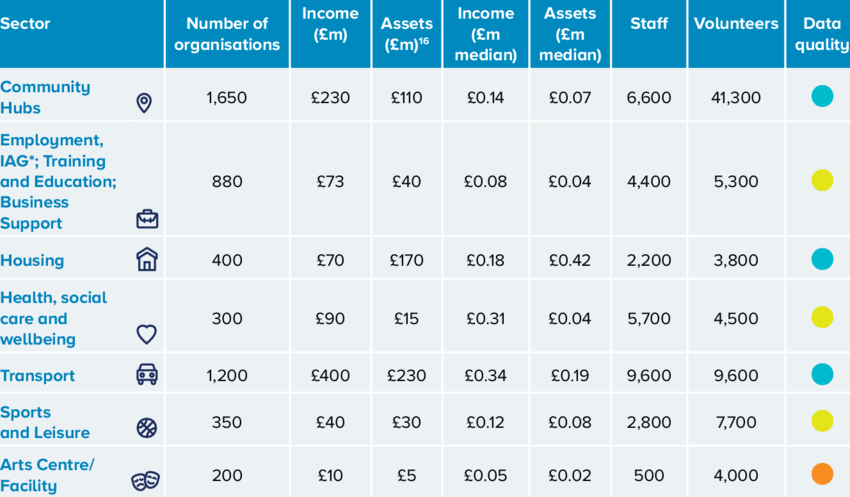 Sector Number of organisations Income (£m) Assets (£m)16 Income (£m median) Assets (£m median) Staff Volunteers Data quality
Community
Hubs 1,650 £230 £110 £0.14 £0.07 6,600 41,300
Employment,
IAG*; Training
and Education; 880 £73 £40 £0.08 £0.04 4,400 5,300
Business
Support
Housing 400 £70 £170 £0.18 £0.42 2,200 3,800
Health, social
care and 300 £90 £15 £0.31 £0.04 5,700 4,500
wellbeing
Transport 1,200 £400 £230 £0.34 £0.19 9,600 9,600
Sports
and Leisure 350 £40 £30 £0.12 £0.08 2,800 7,700
Arts Centre/
Facility 200 £10 £5 £0.05 £0.02 500 4,000